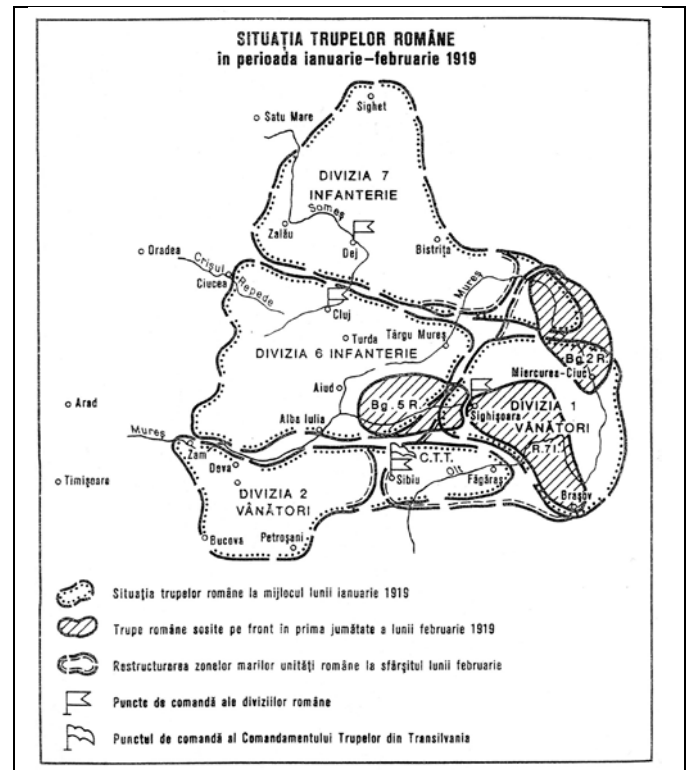 SITUAȚIA TRUPELOR ROMÂNE
în perioada ianuarie-februarie 1919
Sighet
Satu Mare
DIVIZIA 7
INFANTERIE
Someș
Zalău
Dej
Bistrița
Oradea
Crișul
Repede
Ciucea
Mureș
Cluj
Turda
Târgu Mureș
DIVIZIA 6 INFANTERIE
Bg. 2 R.
Miercurea-Ciuc
Aiud
Arad
Bg. 5 R.
Sighișoara
DIVIZIA 1
VÂNĂTORI
Alba Iulia
Mureș
Zam
Deva
C.T.T.
R.7 I.
Timișoara
Sibiu
Olt
Făgăraș
DIVIZIA 2
VÂNĂTORI
Brașov
Bucova
Petroșani
Situația trupelor române la mijlocul lunii ianuarie 1919
Trupe române sosite pe front în prima jumătate a lunii februarie 1919
Restructurarea zonelor marilor unități române la sfârșitul lunii februarie
Puncte de comandă ale diviziilor române
Punctul de comandă al Comandamentului Trupelor din Transilvania